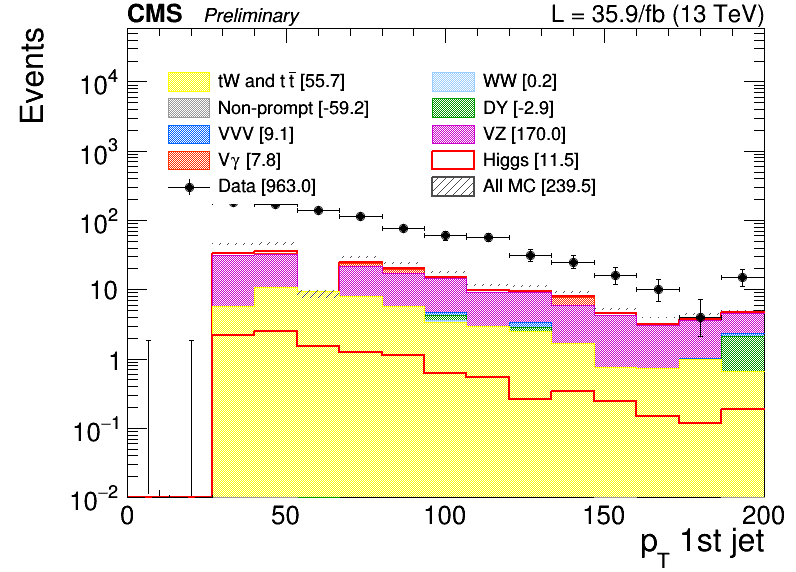 CMS Preliminary L = 35.9/fb (13 TeV)
Events
tW and t t̄ [55.7] WW [0.2]
Non-prompt [-59.2] DY [-2.9]
VVV [9.1] VZ [170.0]
Vγ [7.8] Higgs [11.5]
Data [963.0] All MC [239.5]
10⁴
10³
10²
10
1
10⁻¹
10⁻²
0 50 100 150 200
p_T 1st jet